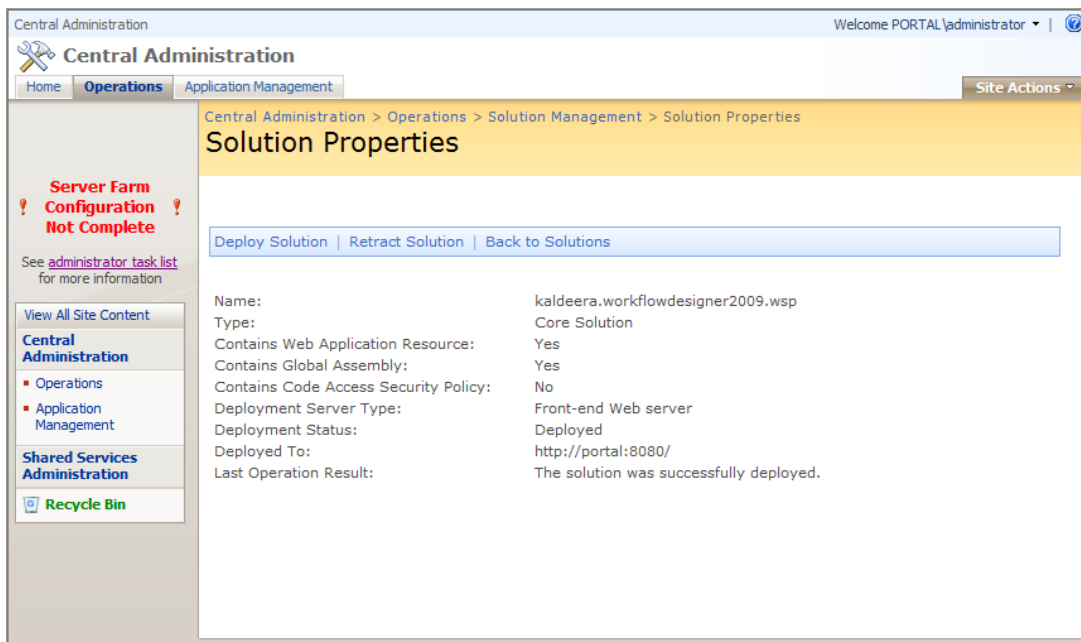 Central Administration
Welcome PORTAL\administrator |
Central Administration
Home Operations Application Management
Site Actions
Central Administration > Operations > Solution Management > Solution Properties
Solution Properties
Server Farm
Configuration
Not Complete
See administrator task list
for more information
View All Site Content
Central
Administration
Operations
Application
Management
Shared Services
Administration
Recycle Bin
Deploy Solution | Retract Solution | Back to Solutions
Name: kaldeera.workflowdesigner2009.wsp
Type: Core Solution
Contains Web Application Resource: Yes
Contains Global Assembly: Yes
Contains Code Access Security Policy: No
Deployment Server Type: Front-end Web server
Deployment Status: Deployed
Deployed To: http://portal:8080/
Last Operation Result: The solution was successfully deployed.